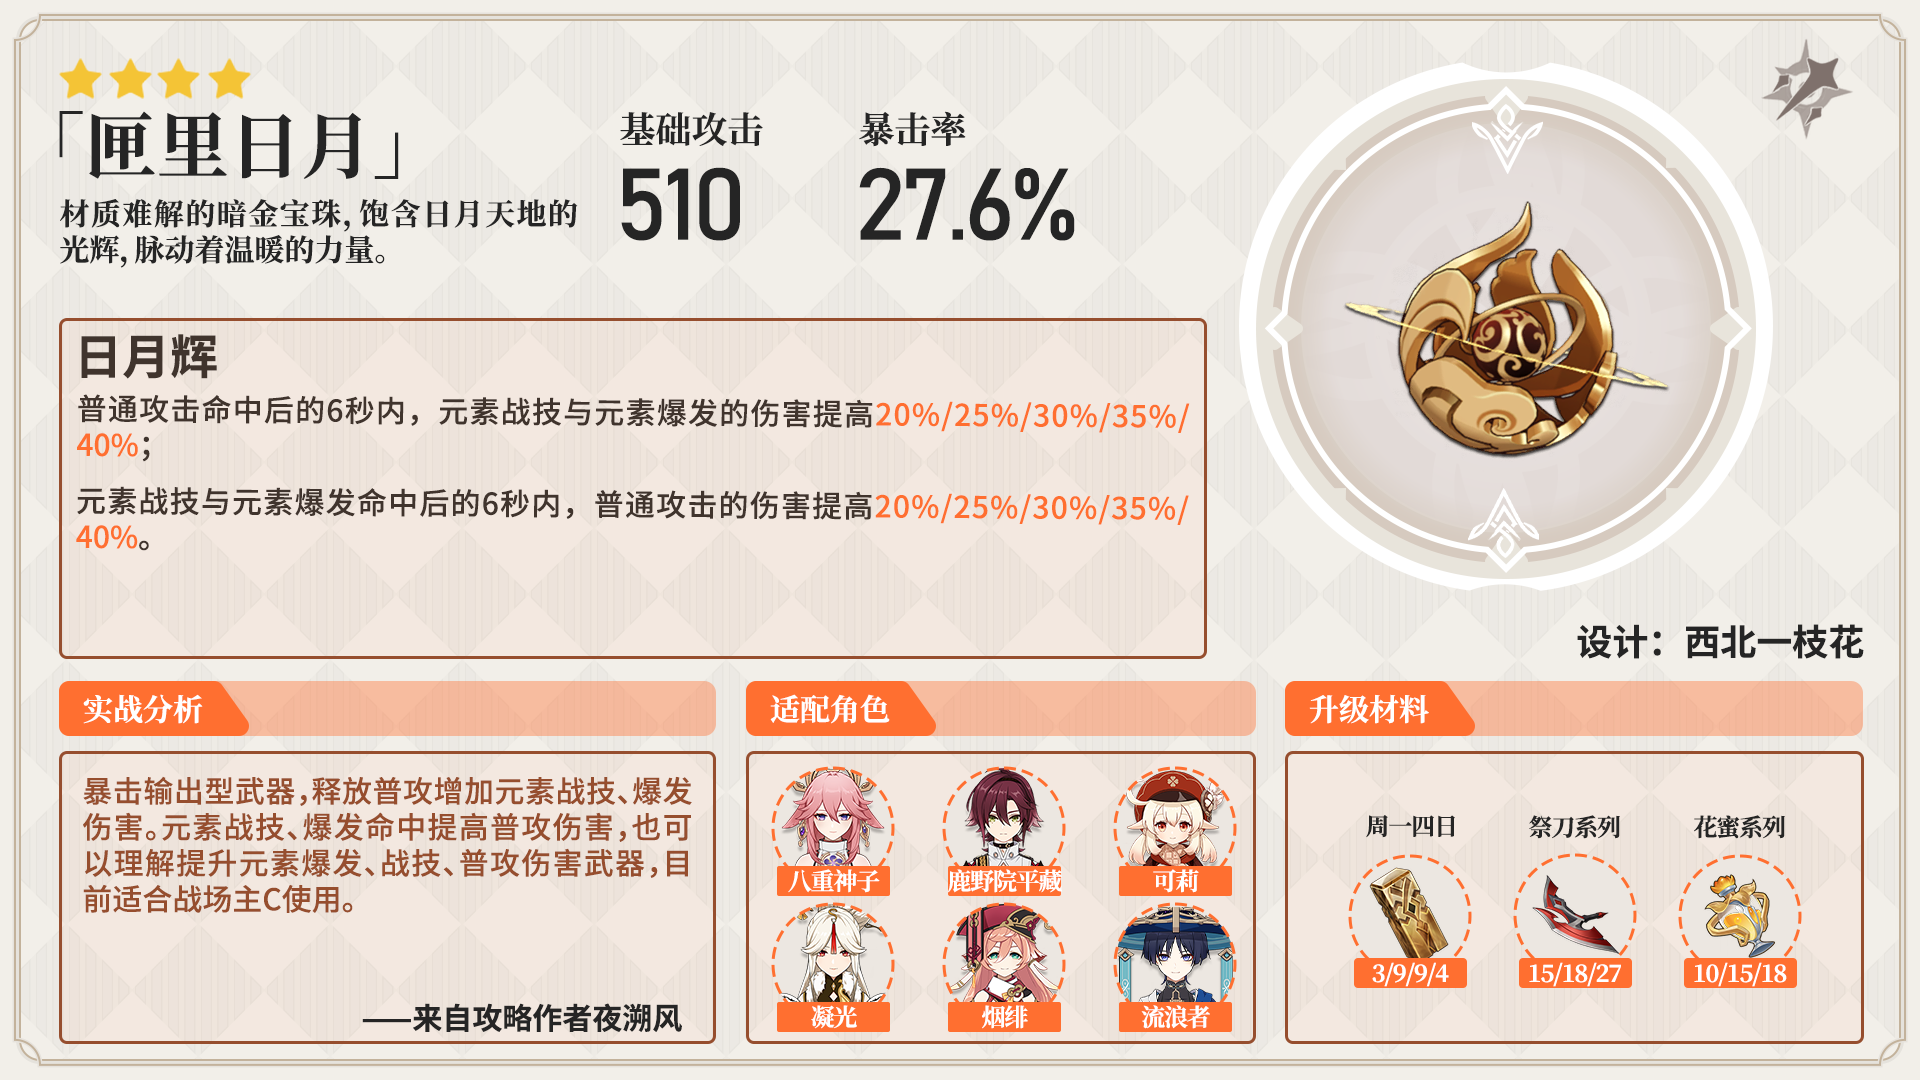 「匣里日月」
材质难解的暗金宝珠，饱含日月天地的
光辉，脉动着温暖的力量。
基础攻击
510
暴击率
27.6%
日月辉
普通攻击命中后的6秒内，元素战技与元素爆发的伤害提高20%/25%/30%/35%/
40%；
元素战技与元素爆发命中后的6秒内，普通攻击的伤害提高20%/25%/30%/35%/
40%。
设计：西北一枝花
实战分析
暴击输出型武器，释放普攻增加元素战技、爆发
伤害。元素战技、爆发命中提高普攻伤害，也可
以理解提升元素爆发、战技、普攻伤害武器，目
前适合战场主C使用。
——来自攻略作者夜溯风
适配角色
八重神子
鹿野院平藏
可莉
凝光
烟绯
流浪者
升级材料
周一四日
祭刀系列
花蜜系列
3/9/9/4
15/18/27
10/15/18